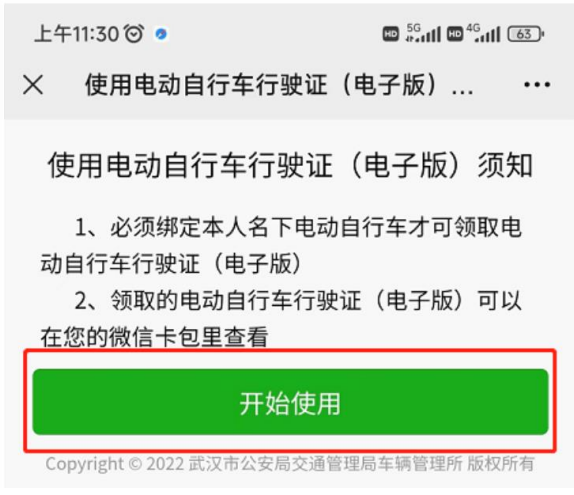 上午11:30 HD 5G HD 4G 63
使用电动自行车行驶证（电子版）...
使用电动自行车行驶证（电子版）须知
1、必须绑定本人名下电动自行车才可领取电
动自行车行驶证（电子版）
2、领取的电动自行车行驶证（电子版）可以
在您的微信卡包里查看
开始使用
Copyright © 2022 武汉市公安局交通管理局车辆管理所 版权所有